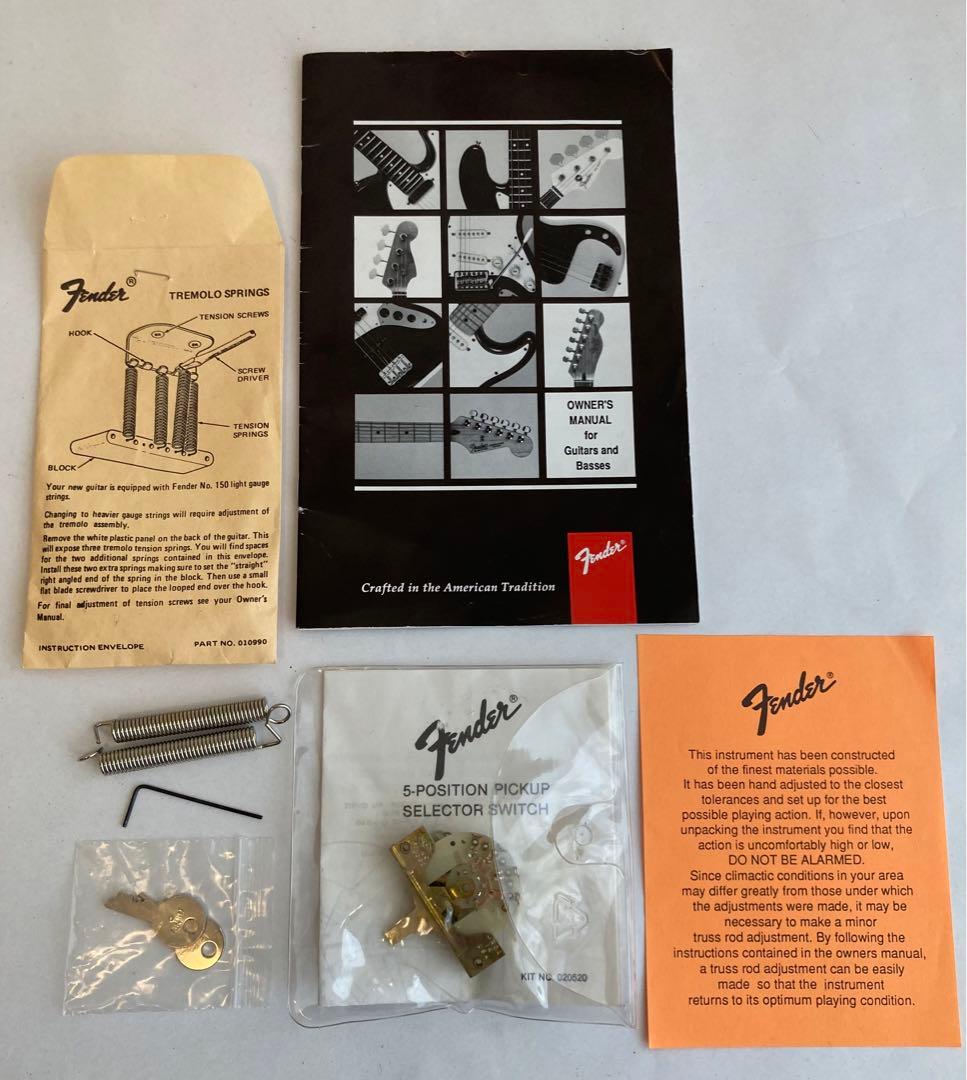 Fender®
TREMOLO SPRINGS
TENSION SCREWS
HOOK
SCREW
DRIVER
TENSION
SPRINGS
BLOCK
Your new guitar is equipped with Fender No. 150 light gauge
strings.
Changing to heavier gauge strings will require adjustment of
the tremolo assembly.
Remove the white plastic panel on the back of the guitar. This
will expose three tremolo tension springs. You will find spaces
for the two additional springs contained in this envelope.
Install these two extra springs making sure to set the "straight"
right angled end of the spring in the block. Then use a small
flat blade screwdriver to place the looped end over the hook.
For final adjustment of tension screws see your Owner's
Manual.
INSTRUCTION ENVELOPE
PART NO. 010990
OWNER'S
MANUAL
for
Guitars and
Basses
Fender®
Crafted in the American Tradition
Fender®
5-POSITION PICKUP
SELECTOR SWITCH
KIT NO. 020520
Fender®
This instrument has been constructed
of the finest materials possible.
It has been hand adjusted to the closest
tolerances and set up for the best
possible playing action. If, however, upon
unpacking the instrument you find that the
action is uncomfortably high or low,
DO NOT BE ALARMED.
Since climactic conditions in your area
may differ greatly from those under which
the adjustments were made, it may be
necessary to make a minor
truss rod adjustment. By following the
instructions contained in the owners manual,
a truss rod adjustment can be easily
made so that the instrument
returns to its optimum playing condition.